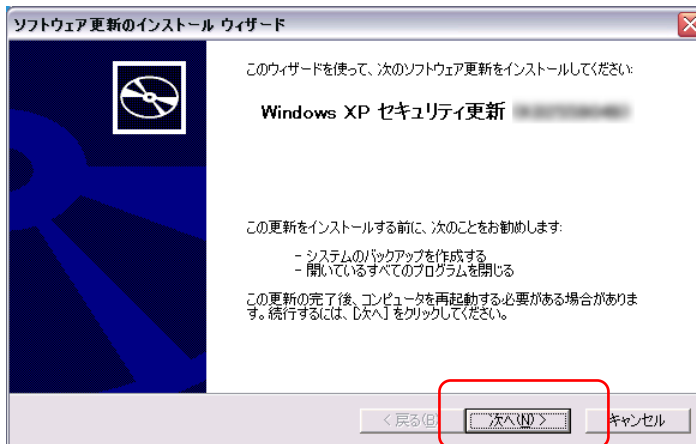 ソフトウェア更新のインストール ウィザード
このウィザードを使って、次のソフトウェア更新をインストールしてください:
Windows XP セキュリティ更新
この更新をインストールする前に、次のことをお勧めします:
- システムのバックアップを作成する
- 開いているすべてのプログラムを閉じる
この更新の完了後、コンピュータを再起動する必要がある場合がありま
す。続行するには、[次へ] をクリックしてください。
< 戻る(B) 次へ(N) > キャンセル